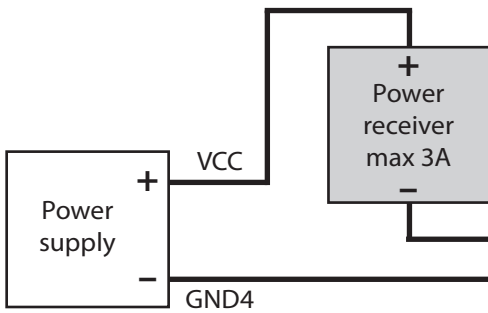 +
Power
receiver
max 3A
–
VCC
+
Power
supply
–
GND4